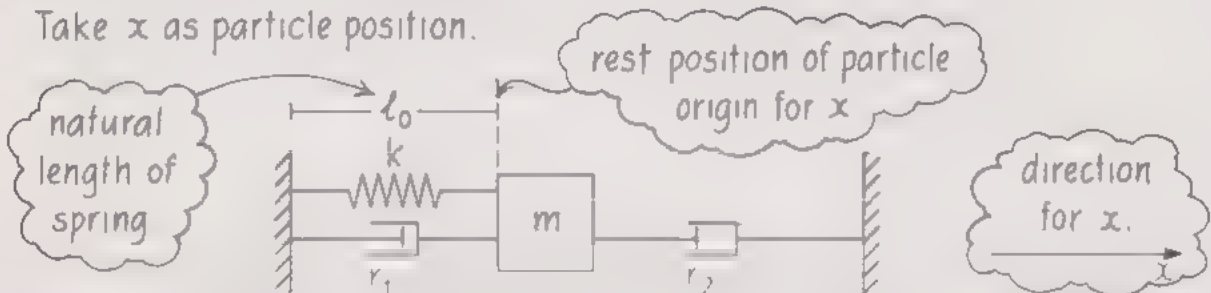 Take x as particle position.
rest position of particle
origin for x
natural
length of
spring
l₀
k
m
r₁
r₂
direction
for x.
x